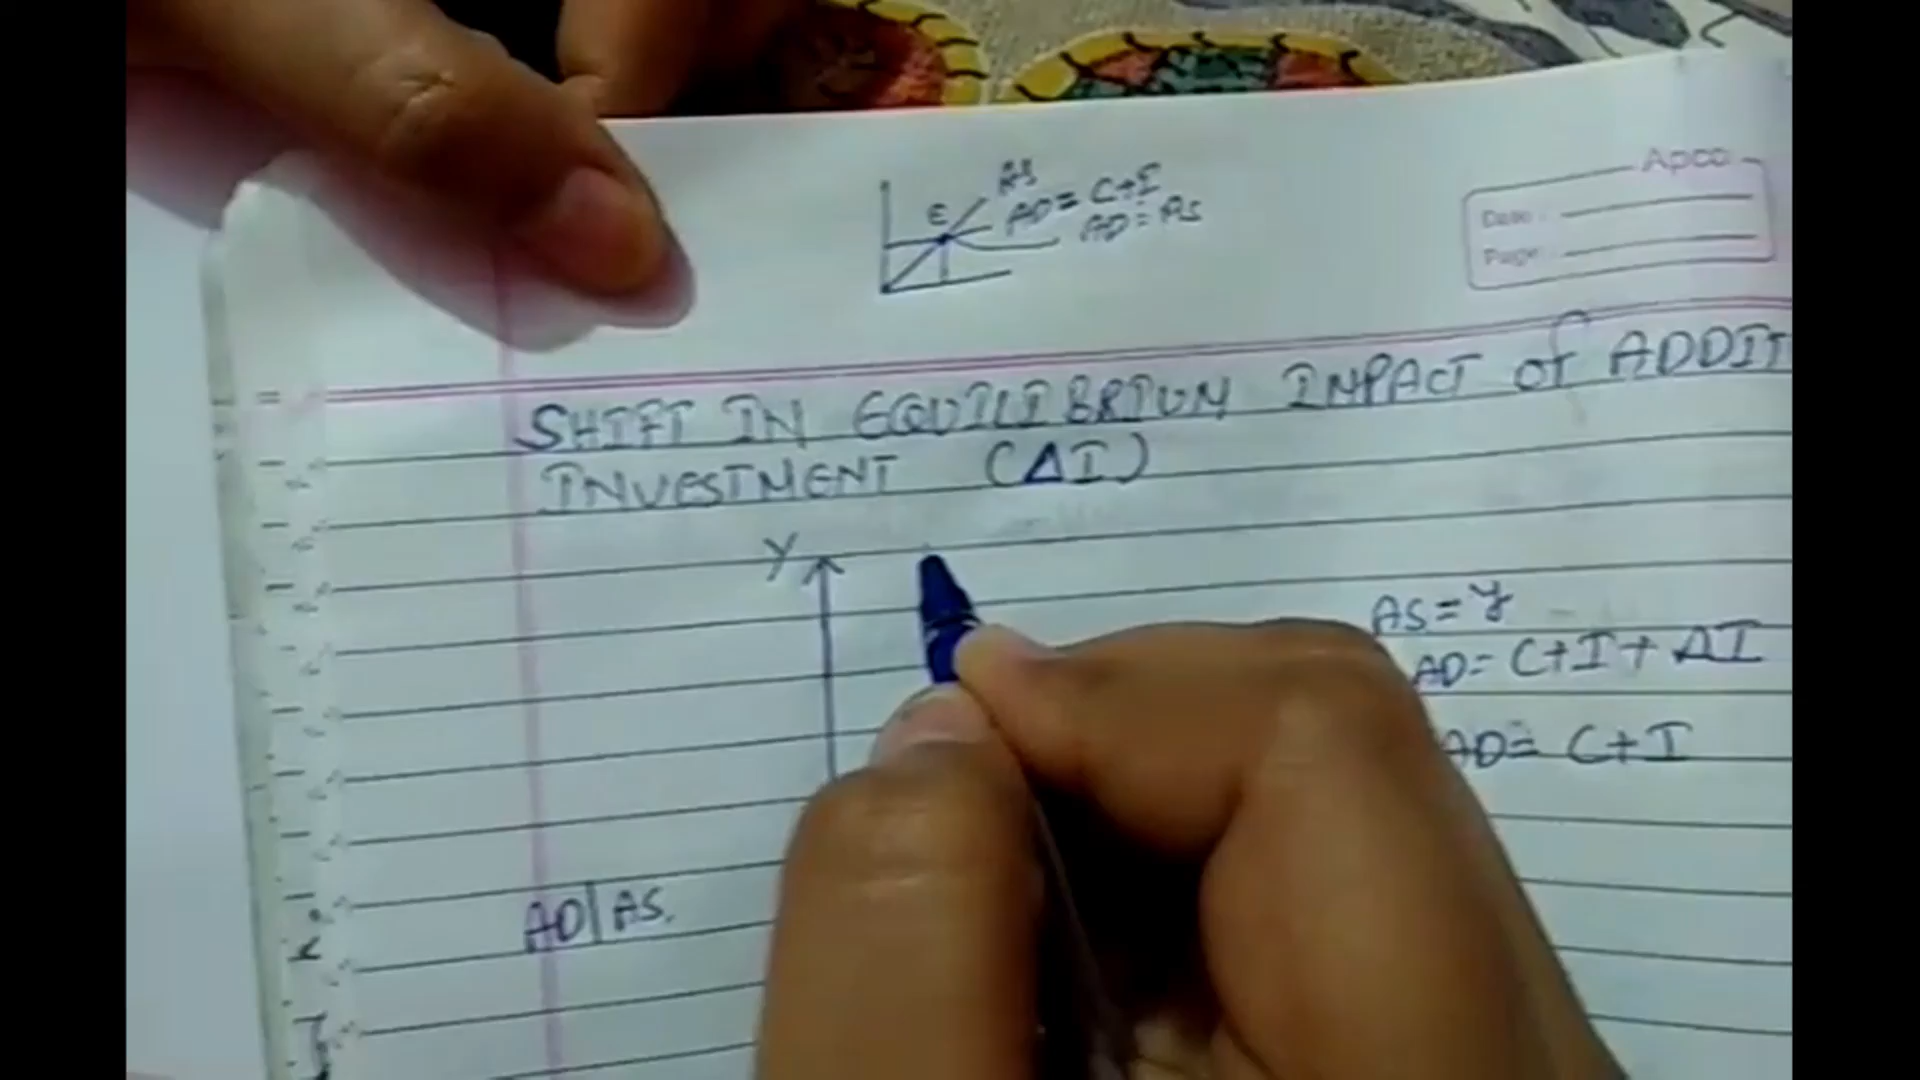 AS
AD = C+I
AD = AS
E
Apco
Date :
Page :
SHIFT IN EQUILIBRIUM IMPACT of ADDIT
INVESTMENT (ΔI)
Y
AS = y
AD = C+I+ ΔI
AD = C+I
AD|AS.